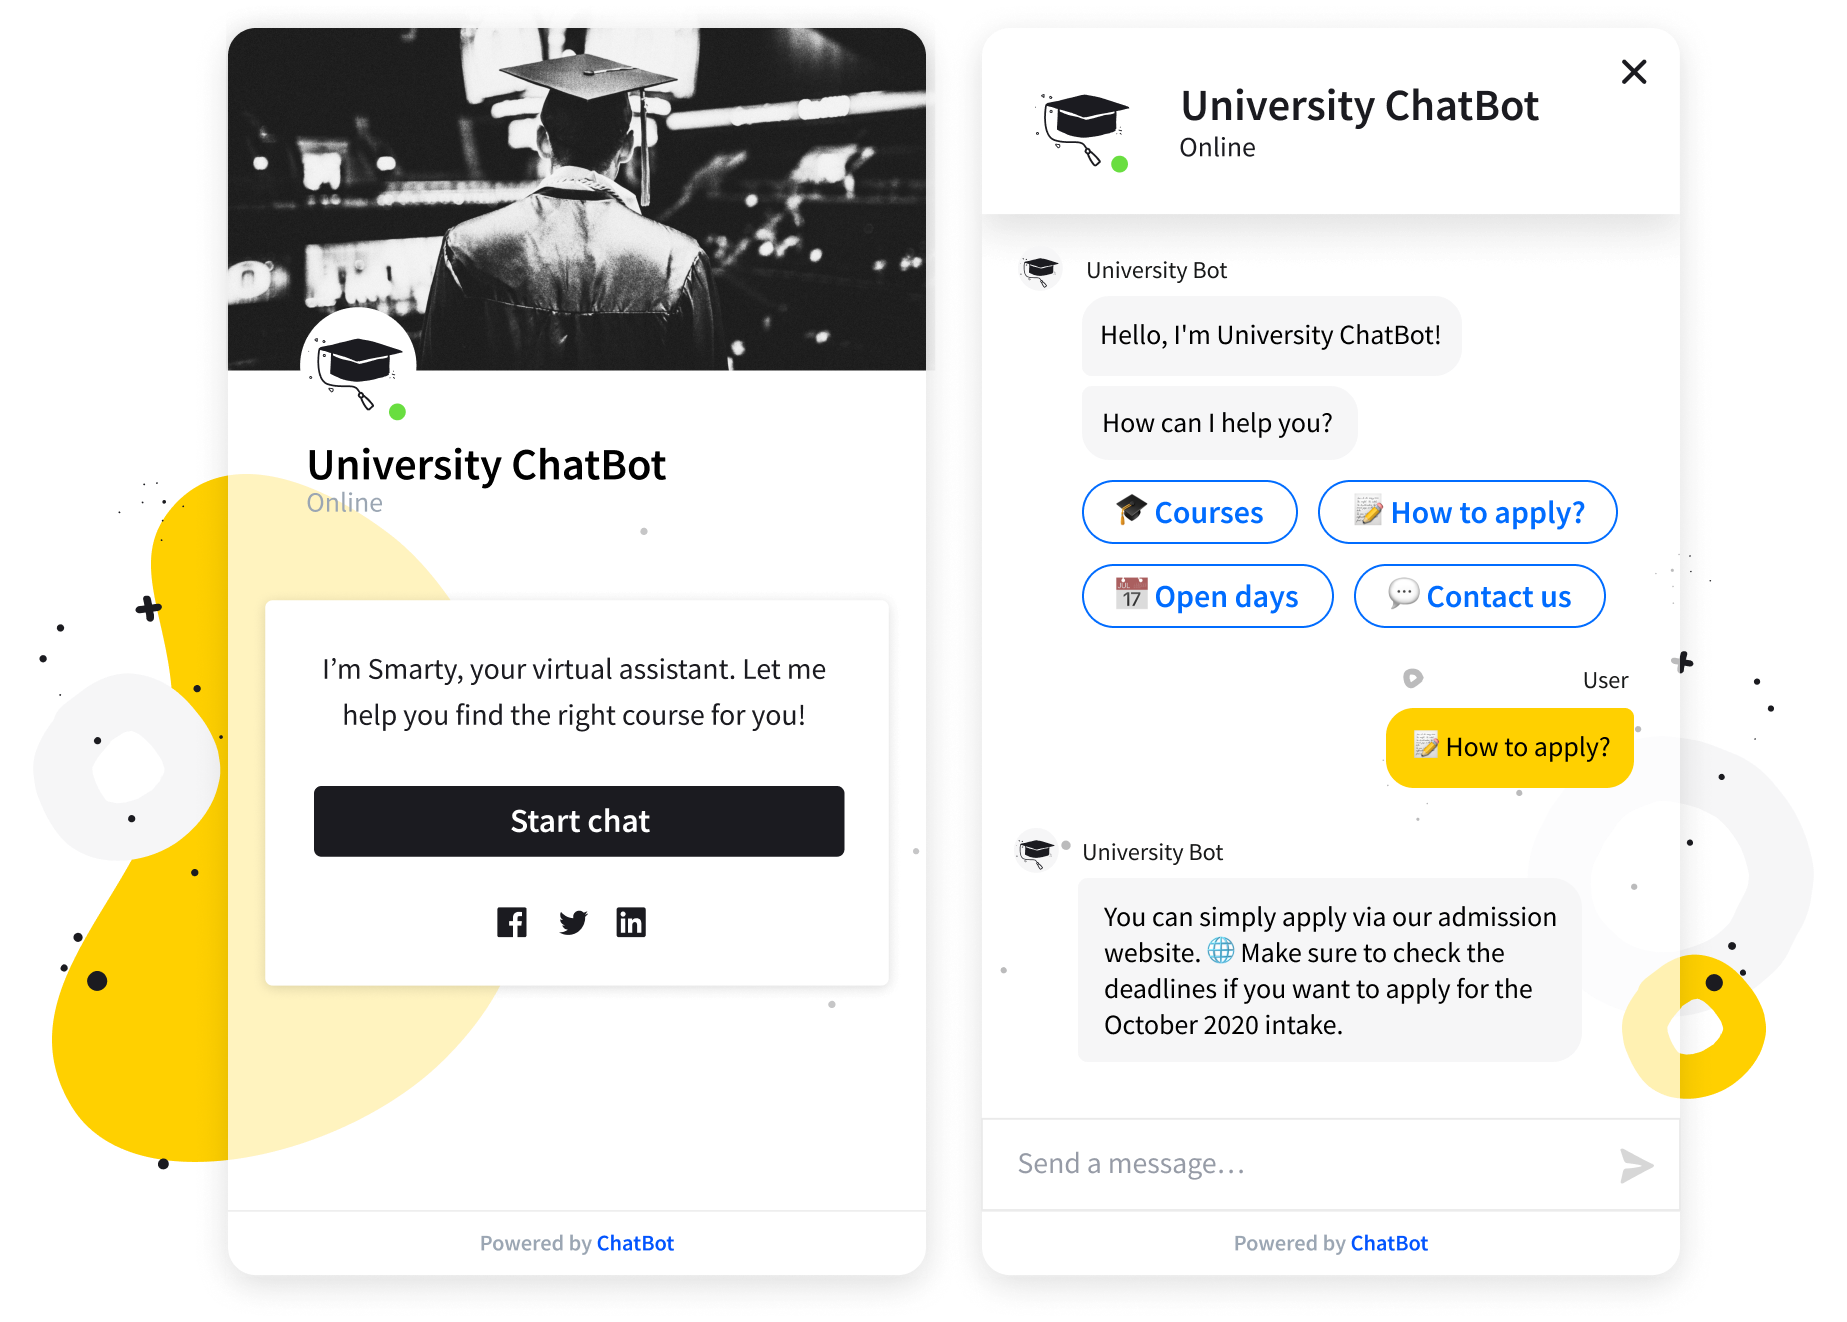 University ChatBot
Online
I’m Smarty, your virtual assistant. Let me
help you find the right course for you!
Start chat
Powered by ChatBot
University ChatBot
Online
University Bot
Hello, I'm University ChatBot!
How can I help you?
Courses
How to apply?
JUL
17
Open days
Contact us
User
How to apply?
University Bot
You can simply apply via our admission
website. 🌐 Make sure to check the
deadlines if you want to apply for the
October 2020 intake.
Send a message…
Powered by ChatBot